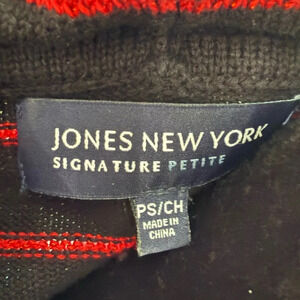 JONES NEW YORK
SIGNATURE PETITE
PS/CH
MADE IN
CHINA